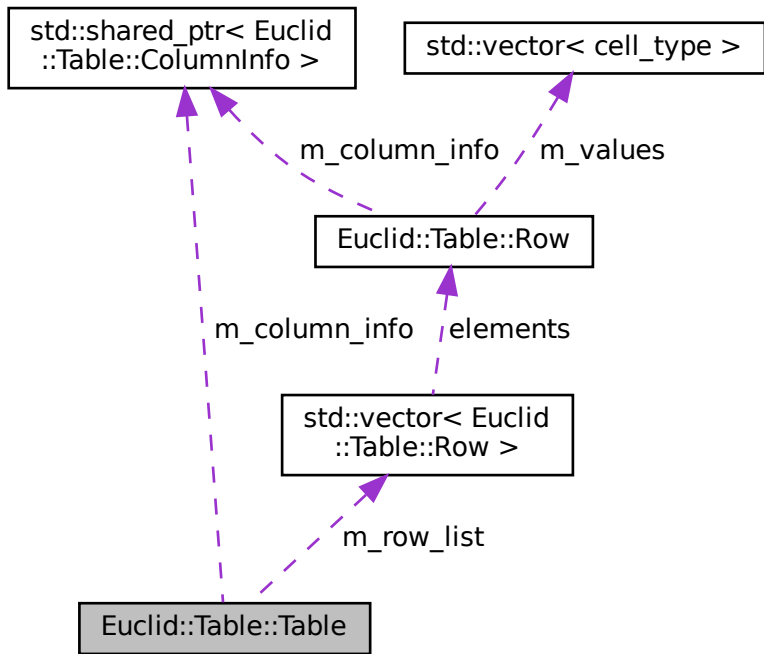 std::shared_ptr< Euclid
::Table::ColumnInfo >
std::vector< cell_type >
m_column_info
m_values
Euclid::Table::Row
m_column_info
elements
std::vector< Euclid
::Table::Row >
m_row_list
Euclid::Table::Table